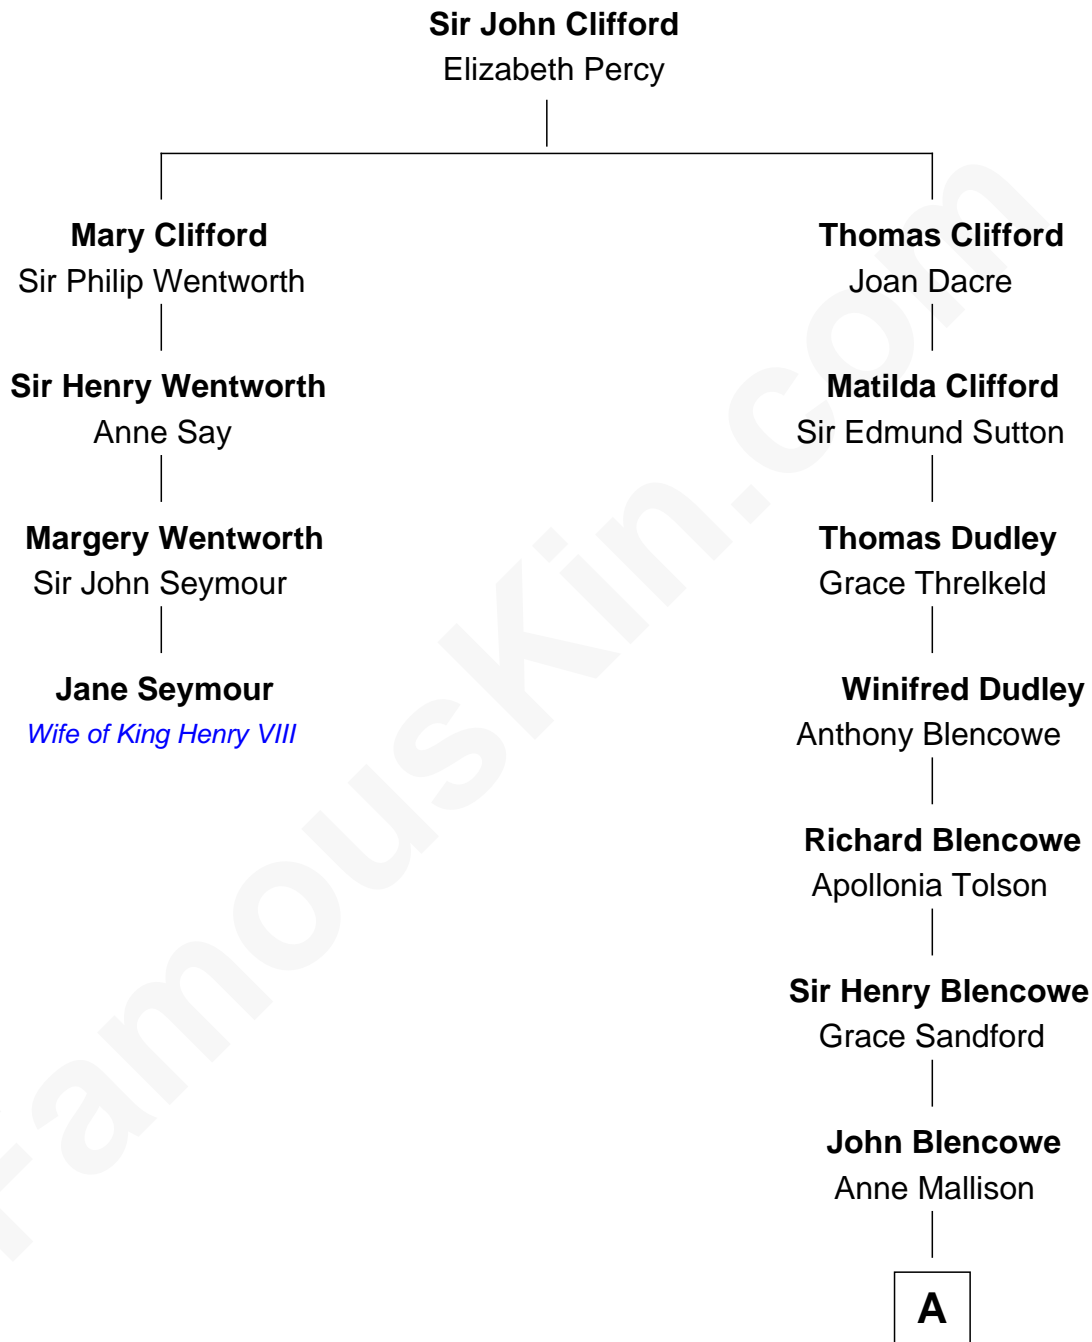 Sir John Clifford
Elizabeth Percy
Mary Clifford
Sir Philip Wentworth
Sir Henry Wentworth
Anne Say
Margery Wentworth
Sir John Seymour
Jane Seymour
Wife of King Henry VIII
Thomas Clifford
Joan Dacre
Matilda Clifford
Sir Edmund Sutton
Thomas Dudley
Grace Threlkeld
Winifred Dudley
Anthony Blencowe
Richard Blencowe
Apollonia Tolson
Sir Henry Blencowe
Grace Sandford
John Blencowe
Anne Mallison
A
FamousKin.com